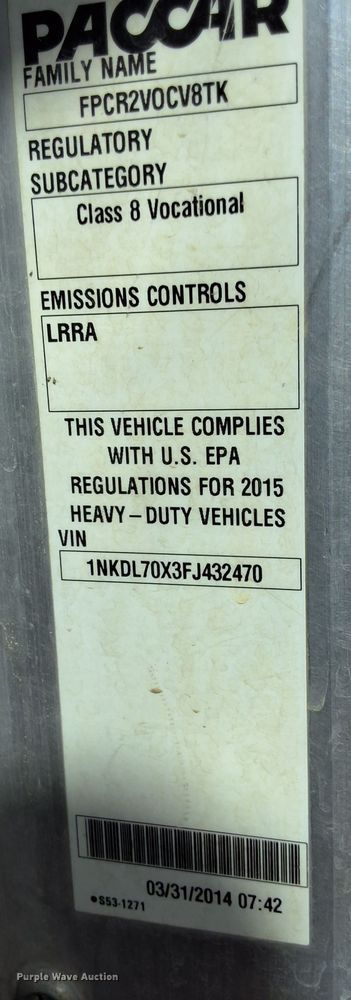 PACCAR
FAMILY NAME
FPCR2VOCV8TK
REGULATORY
SUBCATEGORY
Class 8 Vocational
EMISSIONS CONTROLS
LRRA
THIS VEHICLE COMPLIES
WITH U.S. EPA
REGULATIONS FOR 2015
HEAVY-DUTY VEHICLES
VIN
1NKDL70X3FJ432470
03/31/2014 07:42
●S53-1271
Purple Wave Auction